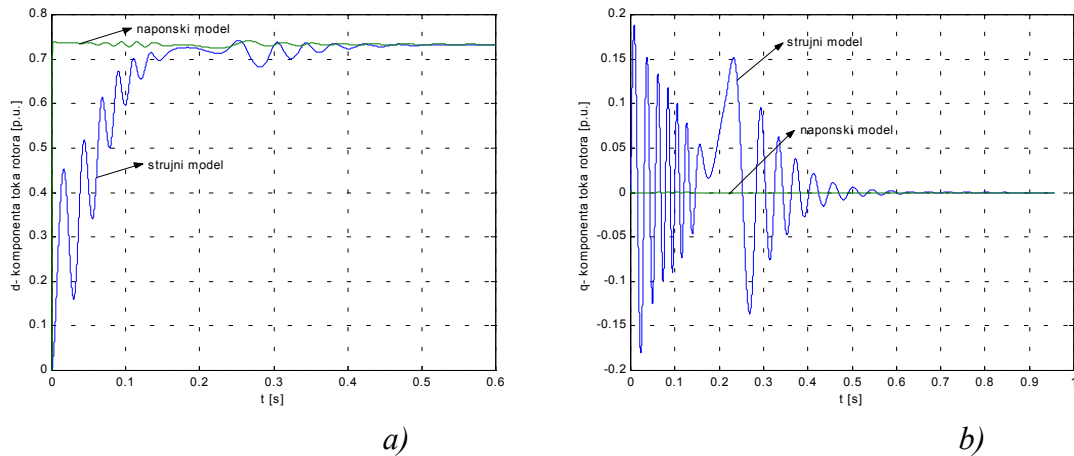 0.8
0.7
0.6
0.5
0.4
0.3
0.2
0.1
0
d- komponenta toka rotora [p.u.]
naponski model
strujni model
0 0.1 0.2 0.3 0.4 0.5 0.6
t [s]
a)
0.2
0.15
0.1
0.05
0
-0.05
-0.1
-0.15
-0.2
q- komponenta toka rotora [p.u.]
strujni model
naponski model
0 0.1 0.2 0.3 0.4 0.5 0.6 0.7 0.8 0.9 1
t [s]
b)